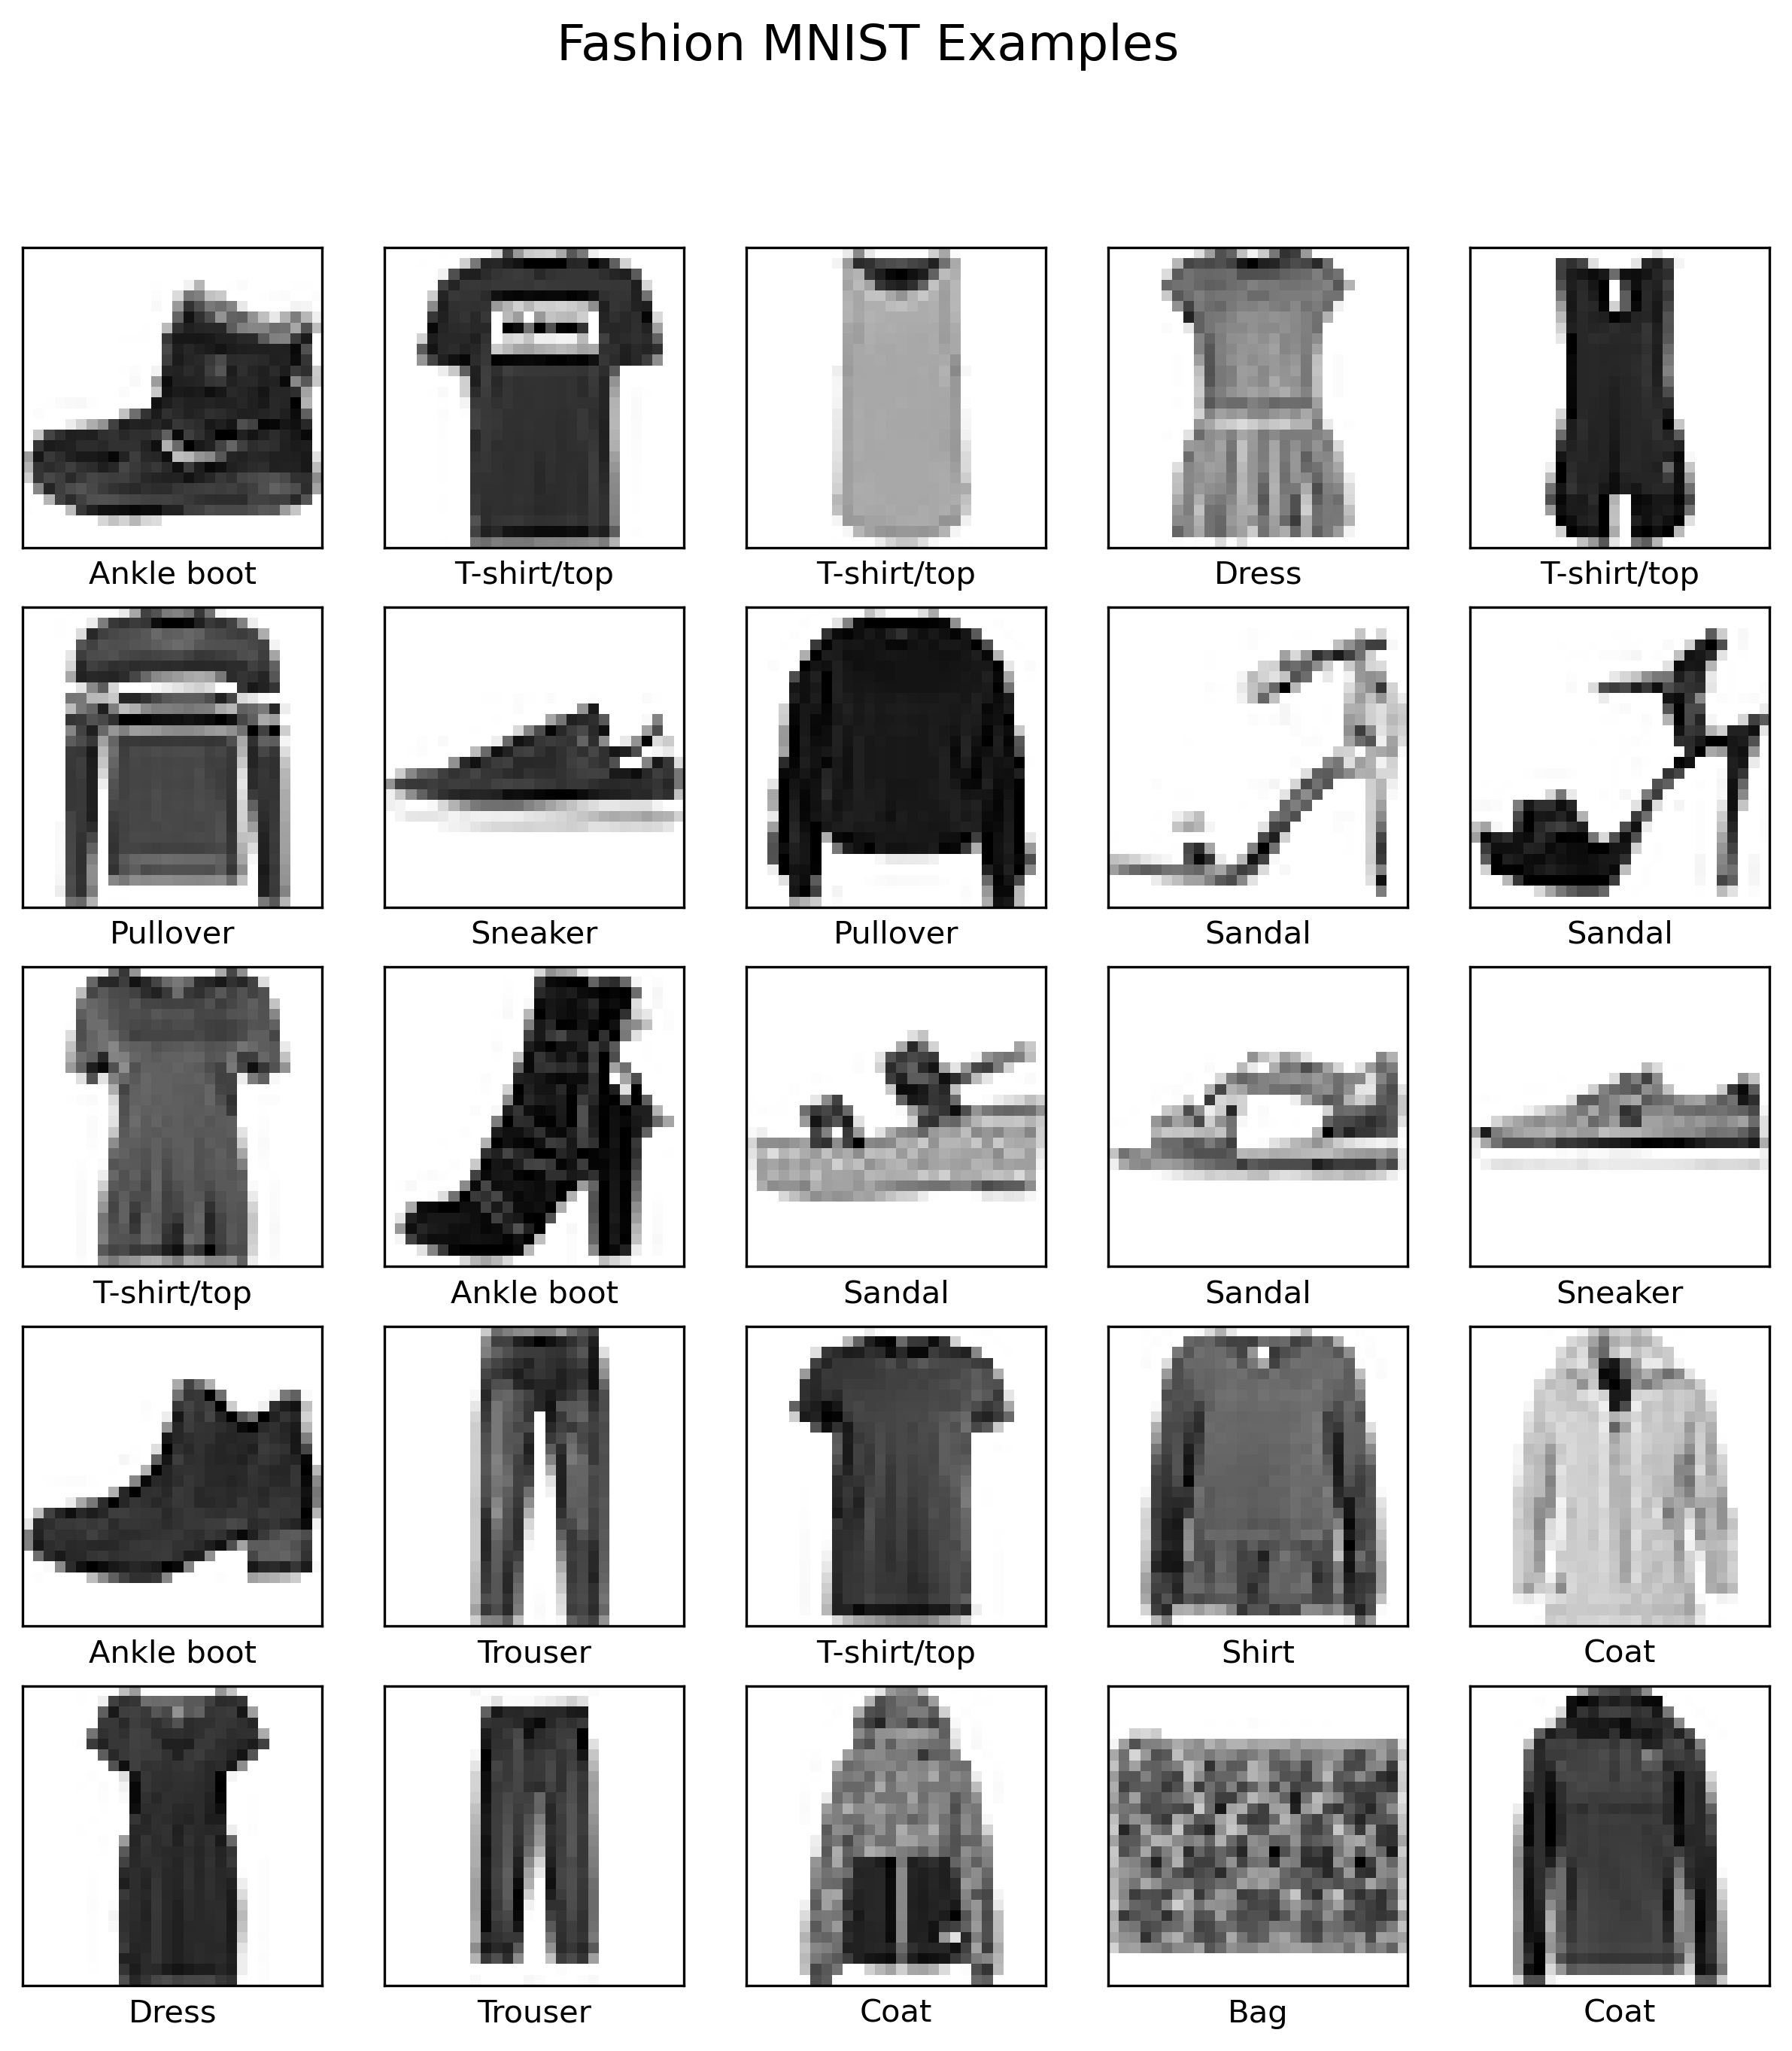 Fashion MNIST Examples
Ankle boot
T-shirt/top
T-shirt/top
Dress
T-shirt/top
Pullover
Sneaker
Pullover
Sandal
Sandal
T-shirt/top
Ankle boot
Sandal
Sandal
Sneaker
Ankle boot
Trouser
T-shirt/top
Shirt
Coat
Dress
Trouser
Coat
Bag
Coat